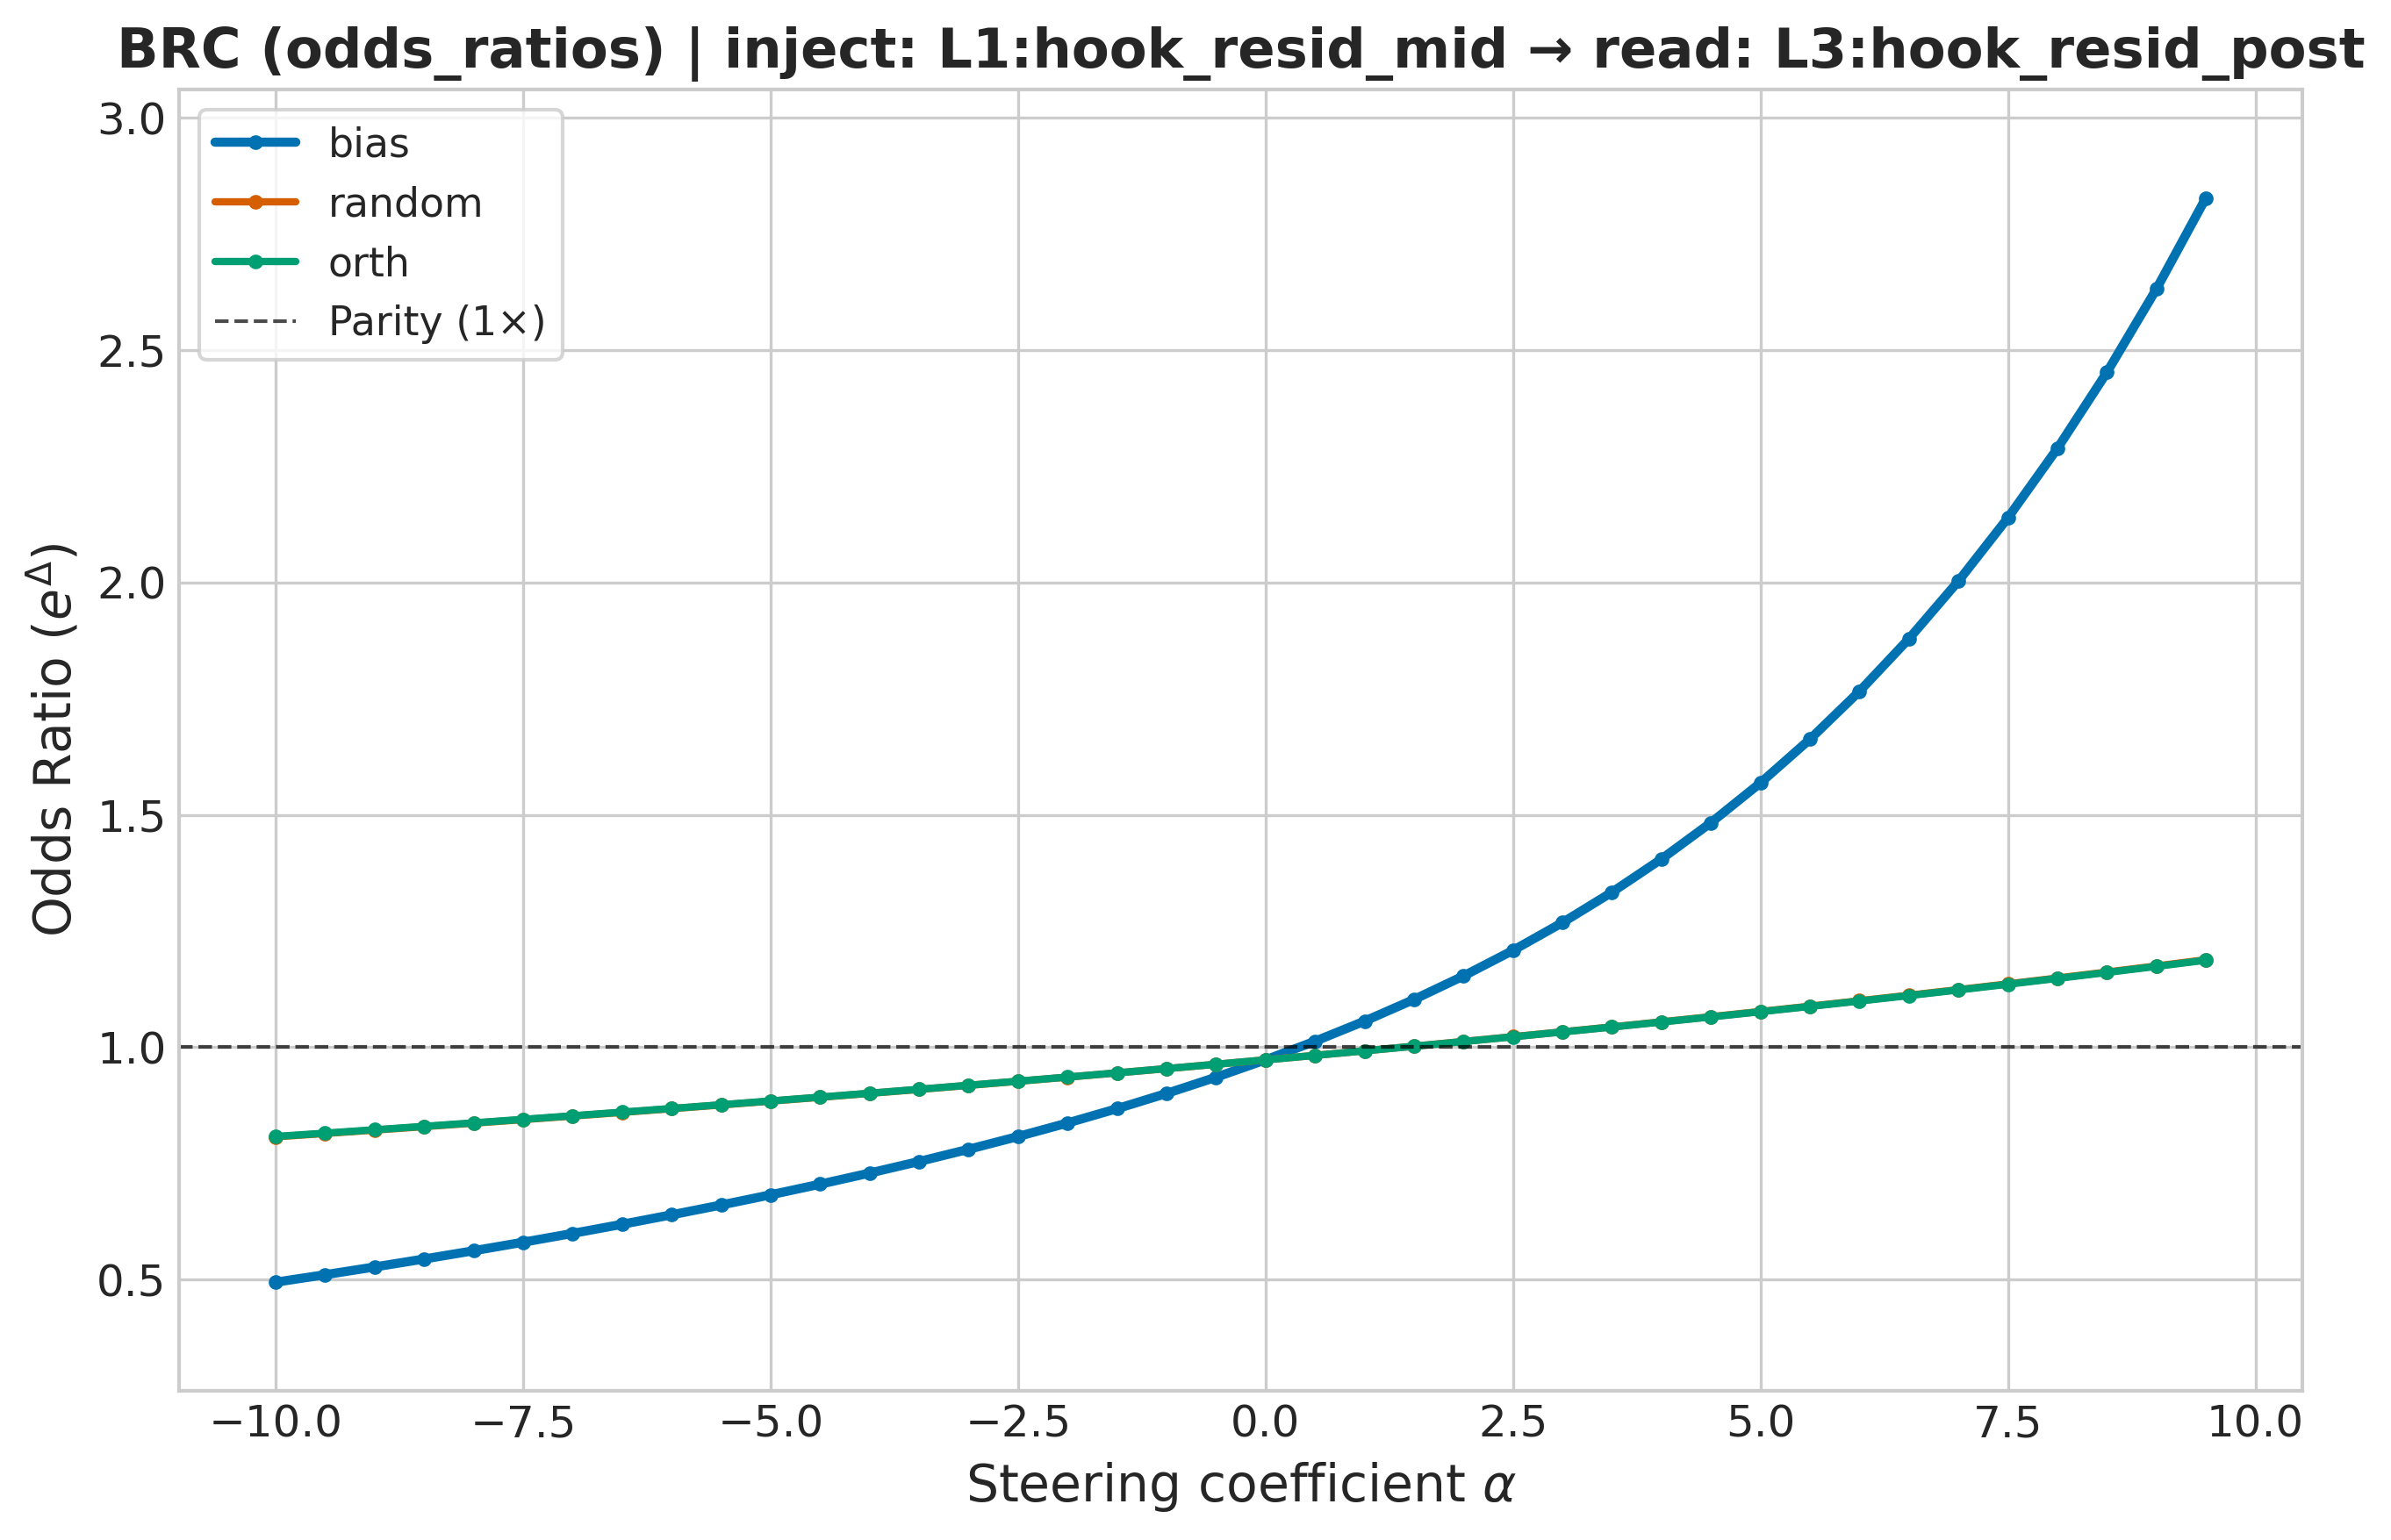 BRC (odds_ratios) | inject: L1:hook_resid_mid → read: L3:hook_resid_post
3.0
2.5
2.0
1.5
1.0
0.5
Odds Ratio (e^Δ)
bias
random
orth
Parity (1×)
−10.0 −7.5 −5.0 −2.5 0.0 2.5 5.0 7.5 10.0
Steering coefficient α